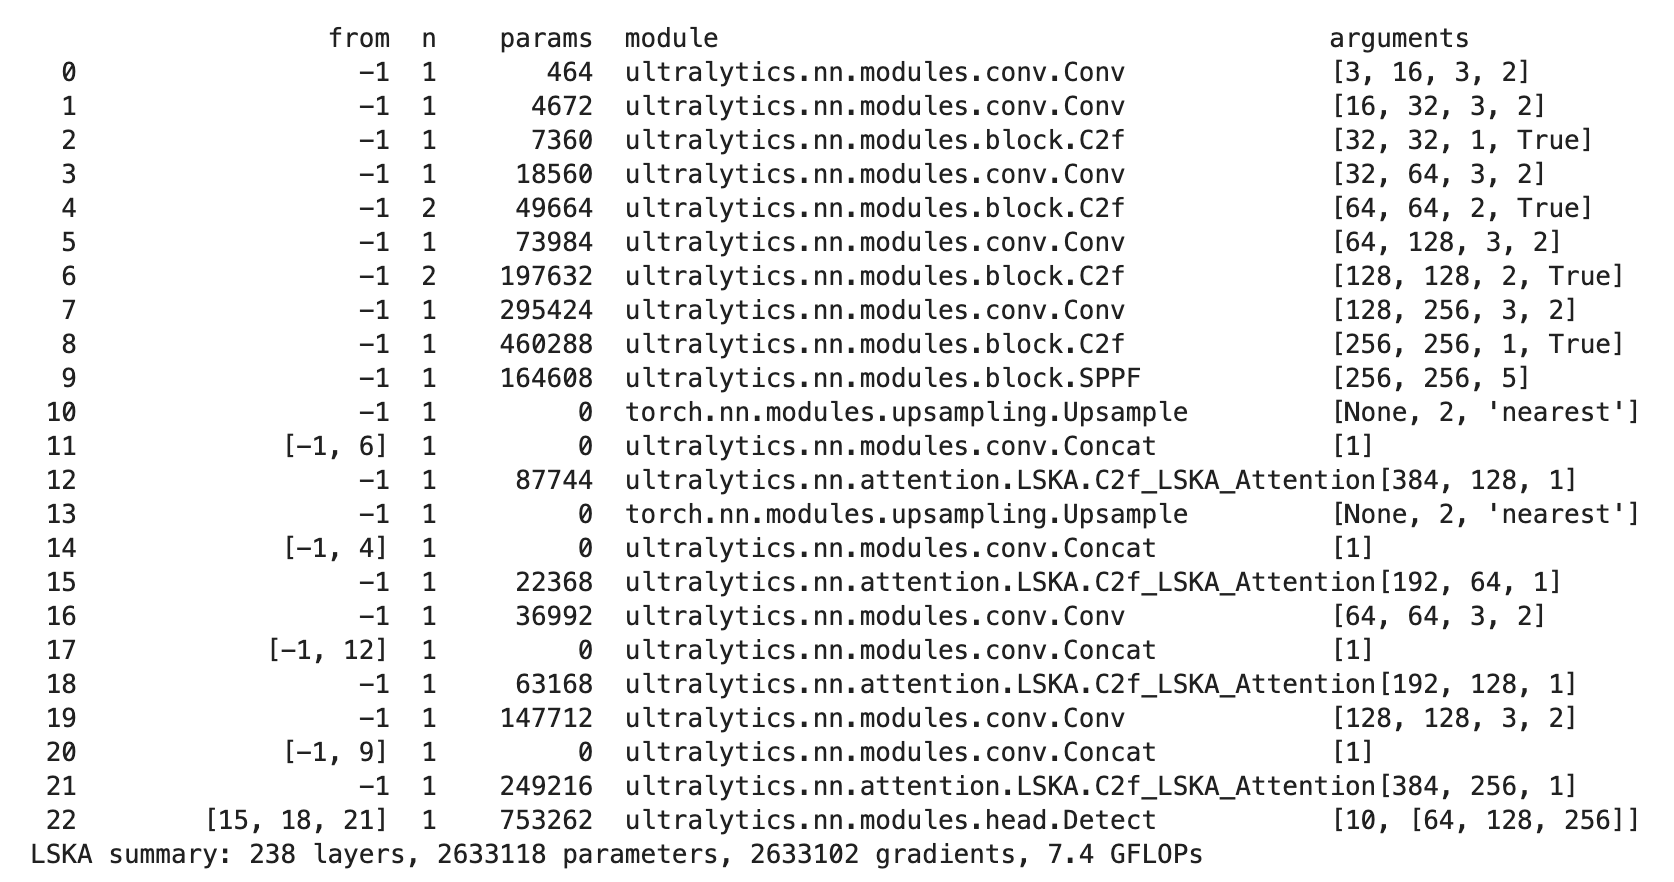 from n params module arguments
0 -1 1 464 ultralytics.nn.modules.conv.Conv [3, 16, 3, 2]
1 -1 1 4672 ultralytics.nn.modules.conv.Conv [16, 32, 3, 2]
2 -1 1 7360 ultralytics.nn.modules.block.C2f [32, 32, 1, True]
3 -1 1 18560 ultralytics.nn.modules.conv.Conv [32, 64, 3, 2]
4 -1 2 49664 ultralytics.nn.modules.block.C2f [64, 64, 2, True]
5 -1 1 73984 ultralytics.nn.modules.conv.Conv [64, 128, 3, 2]
6 -1 2 197632 ultralytics.nn.modules.block.C2f [128, 128, 2, True]
7 -1 1 295424 ultralytics.nn.modules.conv.Conv [128, 256, 3, 2]
8 -1 1 460288 ultralytics.nn.modules.block.C2f [256, 256, 1, True]
9 -1 1 164608 ultralytics.nn.modules.block.SPPF [256, 256, 5]
10 -1 1 0 torch.nn.modules.upsampling.Upsample [None, 2, 'nearest']
11 [-1, 6] 1 0 ultralytics.nn.modules.conv.Concat [1]
12 -1 1 87744 ultralytics.nn.attention.LSKA.C2f_LSKA_Attention[384, 128, 1]
13 -1 1 0 torch.nn.modules.upsampling.Upsample [None, 2, 'nearest']
14 [-1, 4] 1 0 ultralytics.nn.modules.conv.Concat [1]
15 -1 1 22368 ultralytics.nn.attention.LSKA.C2f_LSKA_Attention[192, 64, 1]
16 -1 1 36992 ultralytics.nn.modules.conv.Conv [64, 64, 3, 2]
17 [-1, 12] 1 0 ultralytics.nn.modules.conv.Concat [1]
18 -1 1 63168 ultralytics.nn.attention.LSKA.C2f_LSKA_Attention[192, 128, 1]
19 -1 1 147712 ultralytics.nn.modules.conv.Conv [128, 128, 3, 2]
20 [-1, 9] 1 0 ultralytics.nn.modules.conv.Concat [1]
21 -1 1 249216 ultralytics.nn.attention.LSKA.C2f_LSKA_Attention[384, 256, 1]
22 [15, 18, 21] 1 753262 ultralytics.nn.modules.head.Detect [10, [64, 128, 256]]
LSKA summary: 238 layers, 2633118 parameters, 2633102 gradients, 7.4 GFLOPs